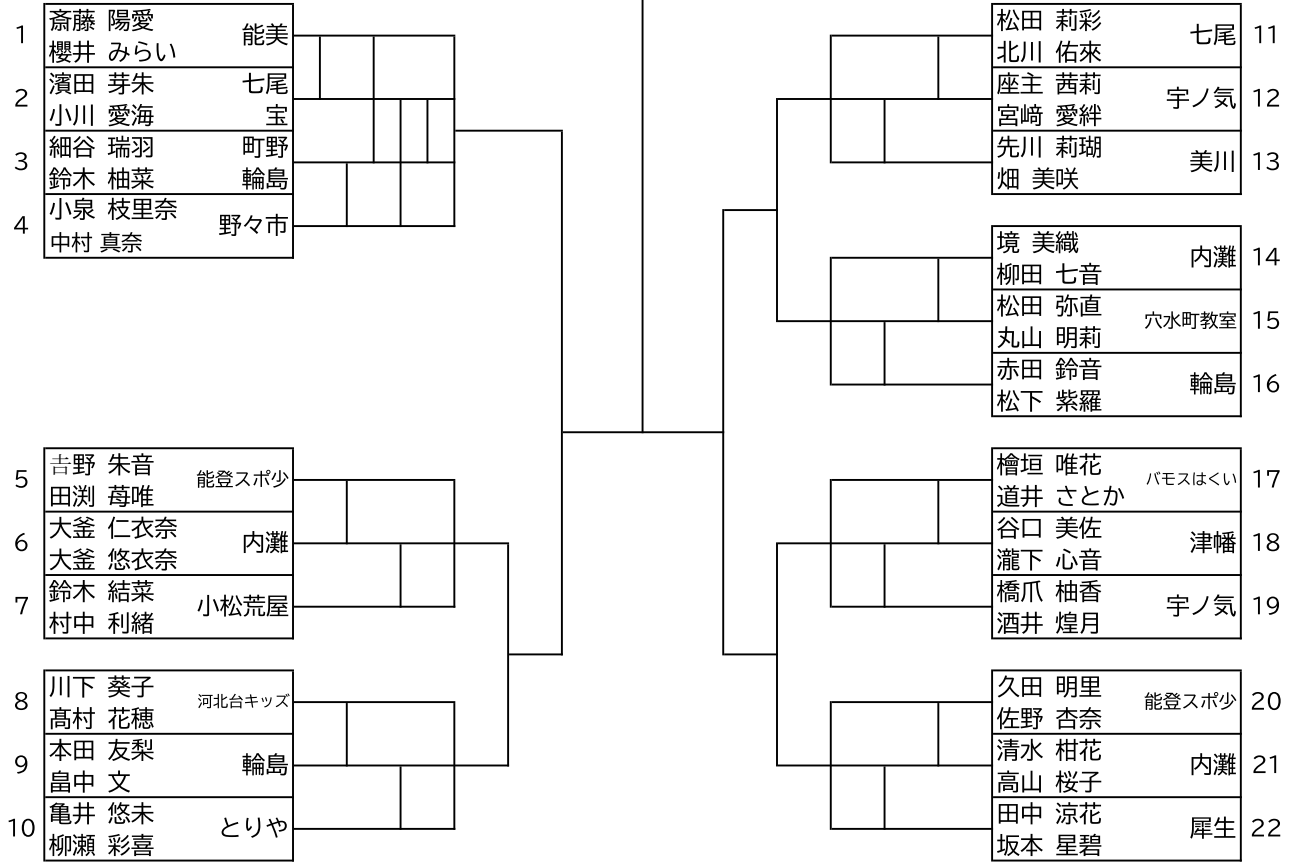 1 斎藤 陽愛 能美
櫻井 みらい
2 濱田 芽朱 七尾
小川 愛海 宝
3 細谷 瑞羽 町野
鈴木 柚菜 輪島
4 小泉 枝里奈 野々市
中村 真奈
5 𠮷野 朱音 能登スポ少
田渕 苺唯
6 大釜 仁衣奈 内灘
大釜 悠衣奈
7 鈴木 結菜 小松荒屋
村中 利緒
8 川下 葵子 河北台キッズ
髙村 花穂
9 本田 友梨 輪島
畠中 文
10 亀井 悠未 とりや
柳瀬 彩喜
松田 莉彩 七尾 11
北川 佑來
座主 茜莉 宇ノ気 12
宮﨑 愛絆
先川 莉瑚 美川 13
畑 美咲
境 美織 内灘 14
柳田 七音
松田 弥直 穴水町教室 15
丸山 明莉
赤田 鈴音 輪島 16
松下 紫羅
檜垣 唯花 バモスはくい 17
道井 さとか
谷口 美佐 津幡 18
瀧下 心音
橋爪 柚香 宇ノ気 19
酒井 煌月
久田 明里 能登スポ少 20
佐野 杏奈
清水 柑花 内灘 21
高山 桜子
田中 涼花 犀生 22
坂本 星碧